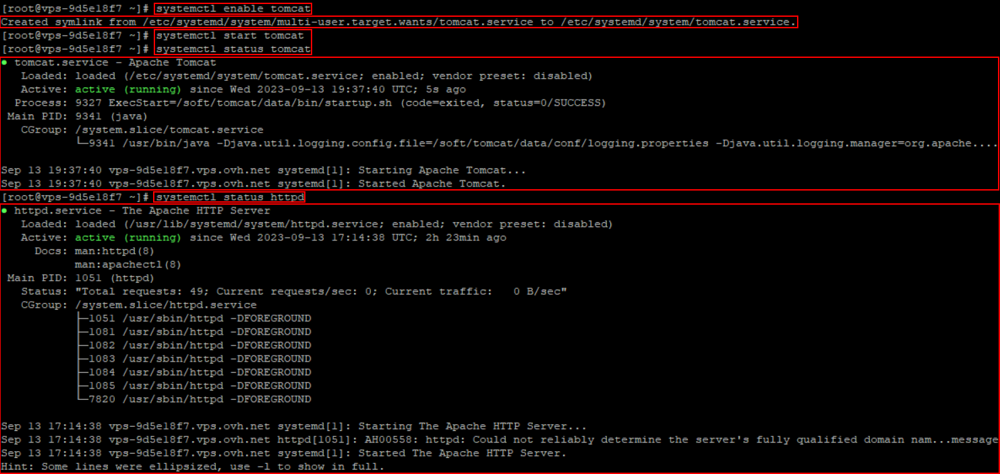 [root@vps-9d5e18f7 ~]# systemctl enable tomcat
Created symlink from /etc/systemd/system/multi-user.target.wants/tomcat.service to /etc/systemd/system/tomcat.service.
[root@vps-9d5e18f7 ~]# systemctl start tomcat
[root@vps-9d5e18f7 ~]# systemctl status tomcat
● tomcat.service - Apache Tomcat
   Loaded: loaded (/etc/systemd/system/tomcat.service; enabled; vendor preset: disabled)
   Active: active (running) since Wed 2023-09-13 19:37:40 UTC; 5s ago
  Process: 9327 ExecStart=/soft/tomcat/data/bin/startup.sh (code=exited, status=0/SUCCESS)
 Main PID: 9341 (java)
   CGroup: /system.slice/tomcat.service
           └─9341 /usr/bin/java -Djava.util.logging.config.file=/soft/tomcat/data/conf/logging.properties -Djava.util.logging.manager=org.apache....

Sep 13 19:37:40 vps-9d5e18f7.vps.ovh.net systemd[1]: Starting Apache Tomcat...
Sep 13 19:37:40 vps-9d5e18f7.vps.ovh.net systemd[1]: Started Apache Tomcat.
[root@vps-9d5e18f7 ~]# systemctl status httpd
● httpd.service - The Apache HTTP Server
   Loaded: loaded (/usr/lib/systemd/system/httpd.service; enabled; vendor preset: disabled)
   Active: active (running) since Wed 2023-09-13 17:14:38 UTC; 2h 23min ago
     Docs: man:httpd(8)
           man:apachectl(8)
 Main PID: 1051 (httpd)
   Status: "Total requests: 49; Current requests/sec: 0; Current traffic:   0 B/sec"
   CGroup: /system.slice/httpd.service
           ├─1051 /usr/sbin/httpd -DFOREGROUND
           ├─1081 /usr/sbin/httpd -DFOREGROUND
           ├─1082 /usr/sbin/httpd -DFOREGROUND
           ├─1083 /usr/sbin/httpd -DFOREGROUND
           ├─1084 /usr/sbin/httpd -DFOREGROUND
           ├─1085 /usr/sbin/httpd -DFOREGROUND
           └─7820 /usr/sbin/httpd -DFOREGROUND

Sep 13 17:14:38 vps-9d5e18f7.vps.ovh.net systemd[1]: Starting The Apache HTTP Server...
Sep 13 17:14:38 vps-9d5e18f7.vps.ovh.net httpd[1051]: AH00558: httpd: Could not reliably determine the server's fully qualified domain nam...message
Sep 13 17:14:38 vps-9d5e18f7.vps.ovh.net systemd[1]: Started The Apache HTTP Server.
Hint: Some lines were ellipsized, use -l to show in full.